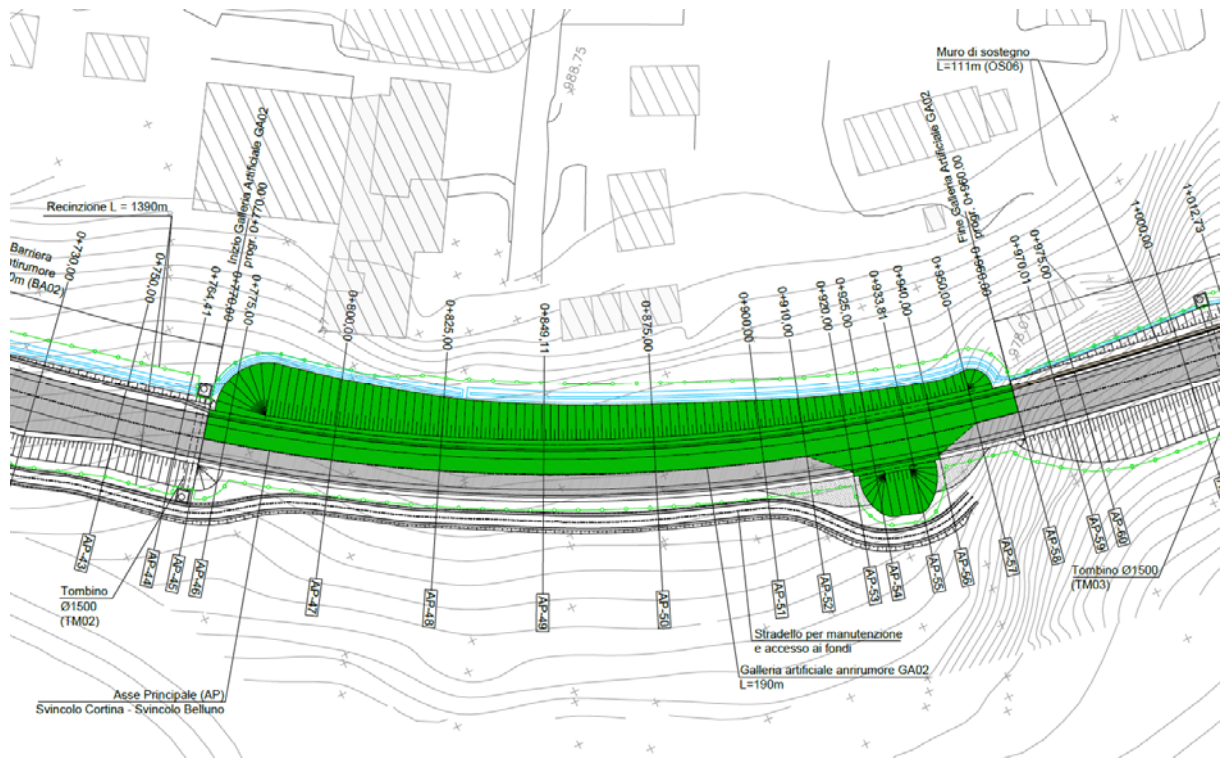 988.75
Muro di sostegno
L=111m (OS06)
Recinzione L = 1390m
Barriera
ntirumore
0m (BA02)
0+730,00
0+750,00
0+764,11
0+770,00
Inizio Galleria Artificiale GA02
progr. 0+770.00
0+775,00
0+800,00
0+825,00
0+849,11
0+875,00
0+900,00
0+910,00
0+920,00
0+925,00
0+933,81
0+940,00
0+950,00
Fine Galleria Artificiale GA02
progr. 0+960.00
0+960,00
0+970,01
0+975,00
978.07
1+000,00
1+012,73
AP-43
AP-44
AP-45
AP-46
AP-47
AP-48
AP-49
AP-50
AP-51
AP-52
AP-53
AP-54
AP-55
AP-56
AP-57
AP-58
AP-59
AP-60
Tombino
Ø1500
(TM02)
Tombino Ø1500
(TM03)
Stradello per manutenzione
e accesso ai fondi
Galleria artificiale anrirumore GA02
L=190m
Asse Principale (AP)
Svincolo Cortina - Svincolo Belluno